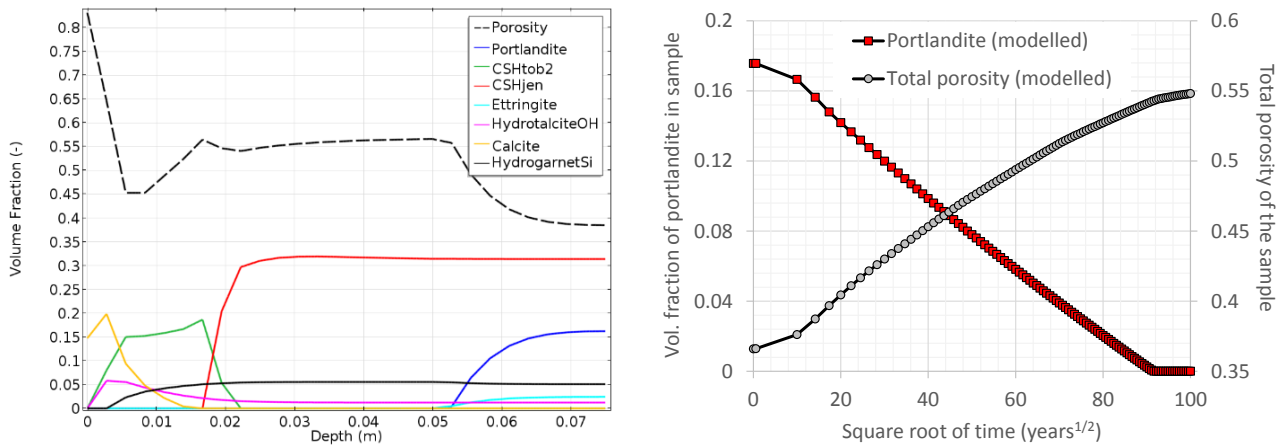 0.8
0.75
0.7
0.65
0.6
0.55
0.5
0.45
0.4
0.35
0.3
0.25
0.2
0.15
0.1
0.05
0
Volume Fraction (-)
Porosity
Portlandite
CSHtob2
CSHjen
Ettringite
HydrotalciteOH
Calcite
HydrogarnetSi
0 0.01 0.02 0.03 0.04 0.05 0.06 0.07
Depth (m)
0.2
0.16
0.12
0.08
0.04
0
Vol. fraction of portlandite in sample
Portlandite (modelled)
Total porosity (modelled)
0.6
0.55
0.5
0.45
0.4
0.35
Total porosity of the sample
0 20 40 60 80 100
Square root of time (years1/2)